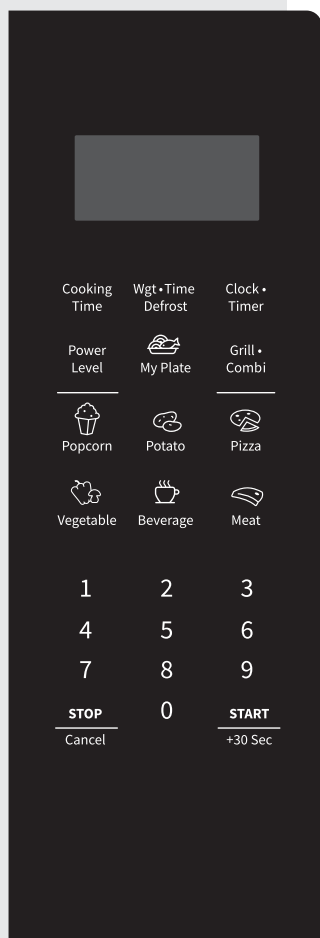 Cooking Time
Wgt•Time Defrost
Clock• Timer
Power Level
My Plate
Grill• Combi
Popcorn
Potato
Pizza
Vegetable
Beverage
Meat
1 2 3
4 5 6
7 8 9
STOP 0 START
Cancel +30 Sec